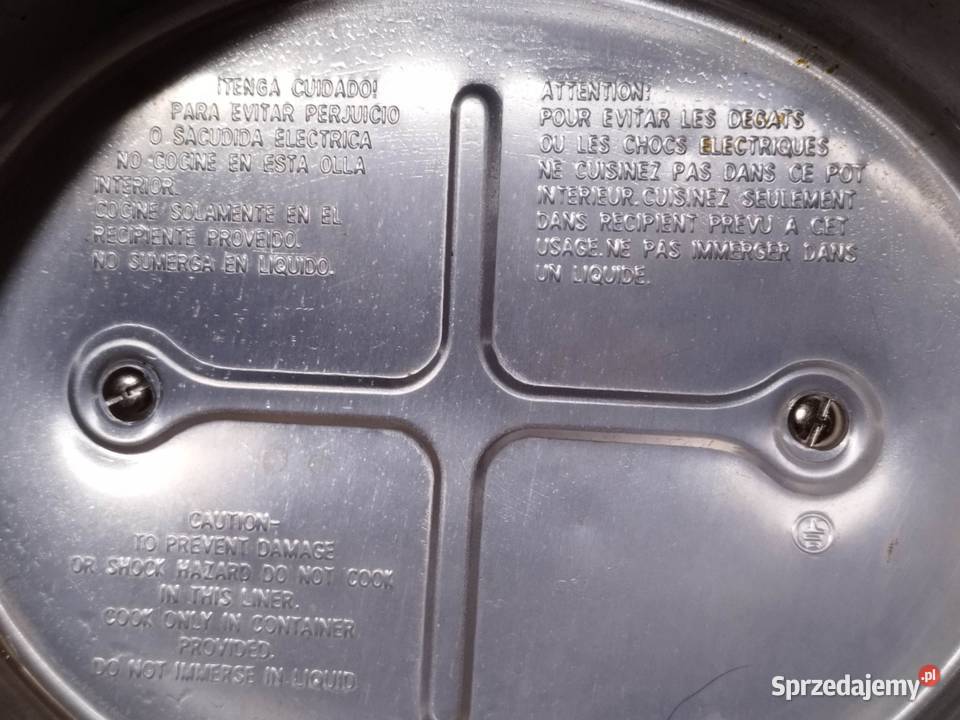 ¡TENGA CUIDADO!
PARA EVITAR PERJUICIO
O SACUDIDA ELECTRICA
NO COCINE EN ESTA OLLA
INTERIOR.
COCINE SOLAMENTE EN EL
RECIPIENTE PROVEIDO.
NO SUMERGA EN LIQUIDO.
ATTENTION:
POUR EVITAR LES DEGATS
OU LES CHOCS ELECTRIQUES
NE CUISINEZ PAS DANS CE POT
INTERIEUR. CUISINEZ SEULEMENT
DANS RECIPIENT PREVU A CET
USAGE. NE PAS IMMERGER DANS
UN LIQUIDE.
CAUTION-
TO PREVENT DAMAGE
OR SHOCK HAZARD DO NOT COOK
IN THIS LINER.
COOK ONLY IN CONTAINER
PROVIDED.
DO NOT IMMERSE IN LIQUID
Sprzedajemy.pl